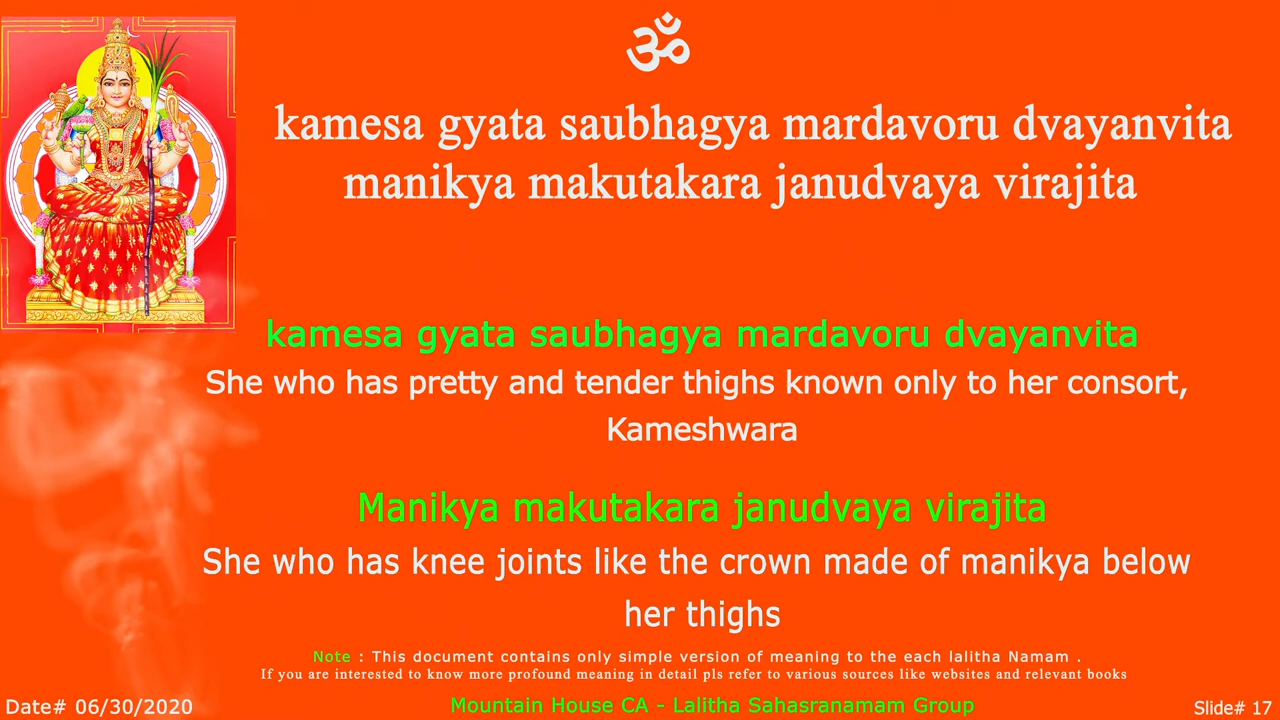 ॐ
kamesa gyata saubhagya mardavoru dvayanvita
manikya makutakara janudvaya virajita
kamesa gyata saubhagya mardavoru dvayanvita
She who has pretty and tender thighs known only to her consort,
Kameshwara
Manikya makutakara janudvaya virajita
She who has knee joints like the crown made of manikya below
her thighs
Note : This document contains only simple version of meaning to the each lalitha Namam .
If you are interested to know more profound meaning in detail pls refer to various sources like websites and relevant books
Date# 06/30/2020
Mountain House CA - Lalitha Sahasranamam Group
Slide# 17